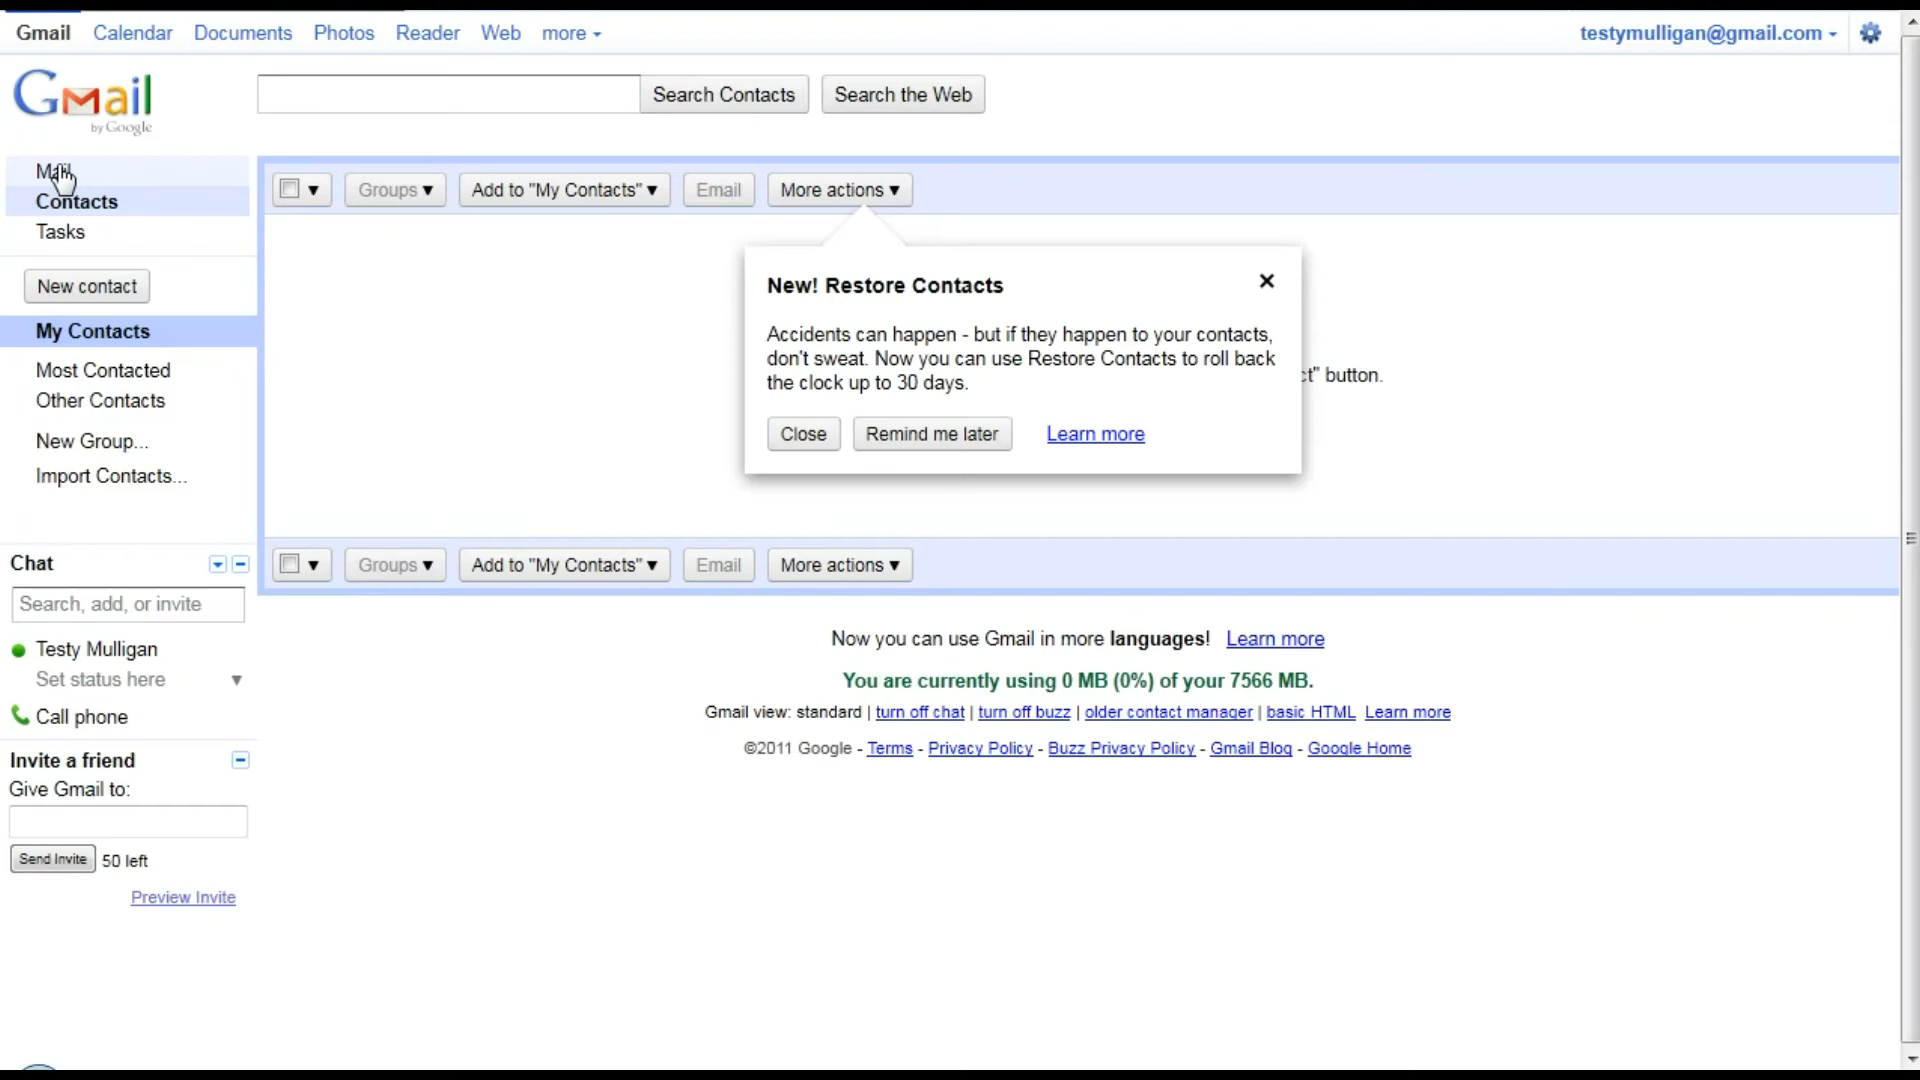 Gmail Calendar Documents Photos Reader Web more
testymulligan@gmail.com
Gmail
by Google
Search Contacts
Search the Web
Mail
Contacts
Tasks
New contact
My Contacts
Most Contacted
Other Contacts
New Group...
Import Contacts...
Groups Add to "My Contacts" Email More actions
New! Restore Contacts
Accidents can happen - but if they happen to your contacts,
don't sweat. Now you can use Restore Contacts to roll back
the clock up to 30 days.
Close Remind me later Learn more
button.
Groups Add to "My Contacts" Email More actions
Chat
Search, add, or invite
Testy Mulligan
Set status here
Call phone
Invite a friend
Give Gmail to:
Send Invite 50 left
Preview Invite
Now you can use Gmail in more languages! Learn more
You are currently using 0 MB (0%) of your 7566 MB.
Gmail view: standard | turn off chat | turn off buzz | older contact manager | basic HTML Learn more
©2011 Google - Terms - Privacy Policy - Buzz Privacy Policy - Gmail Blog - Google Home